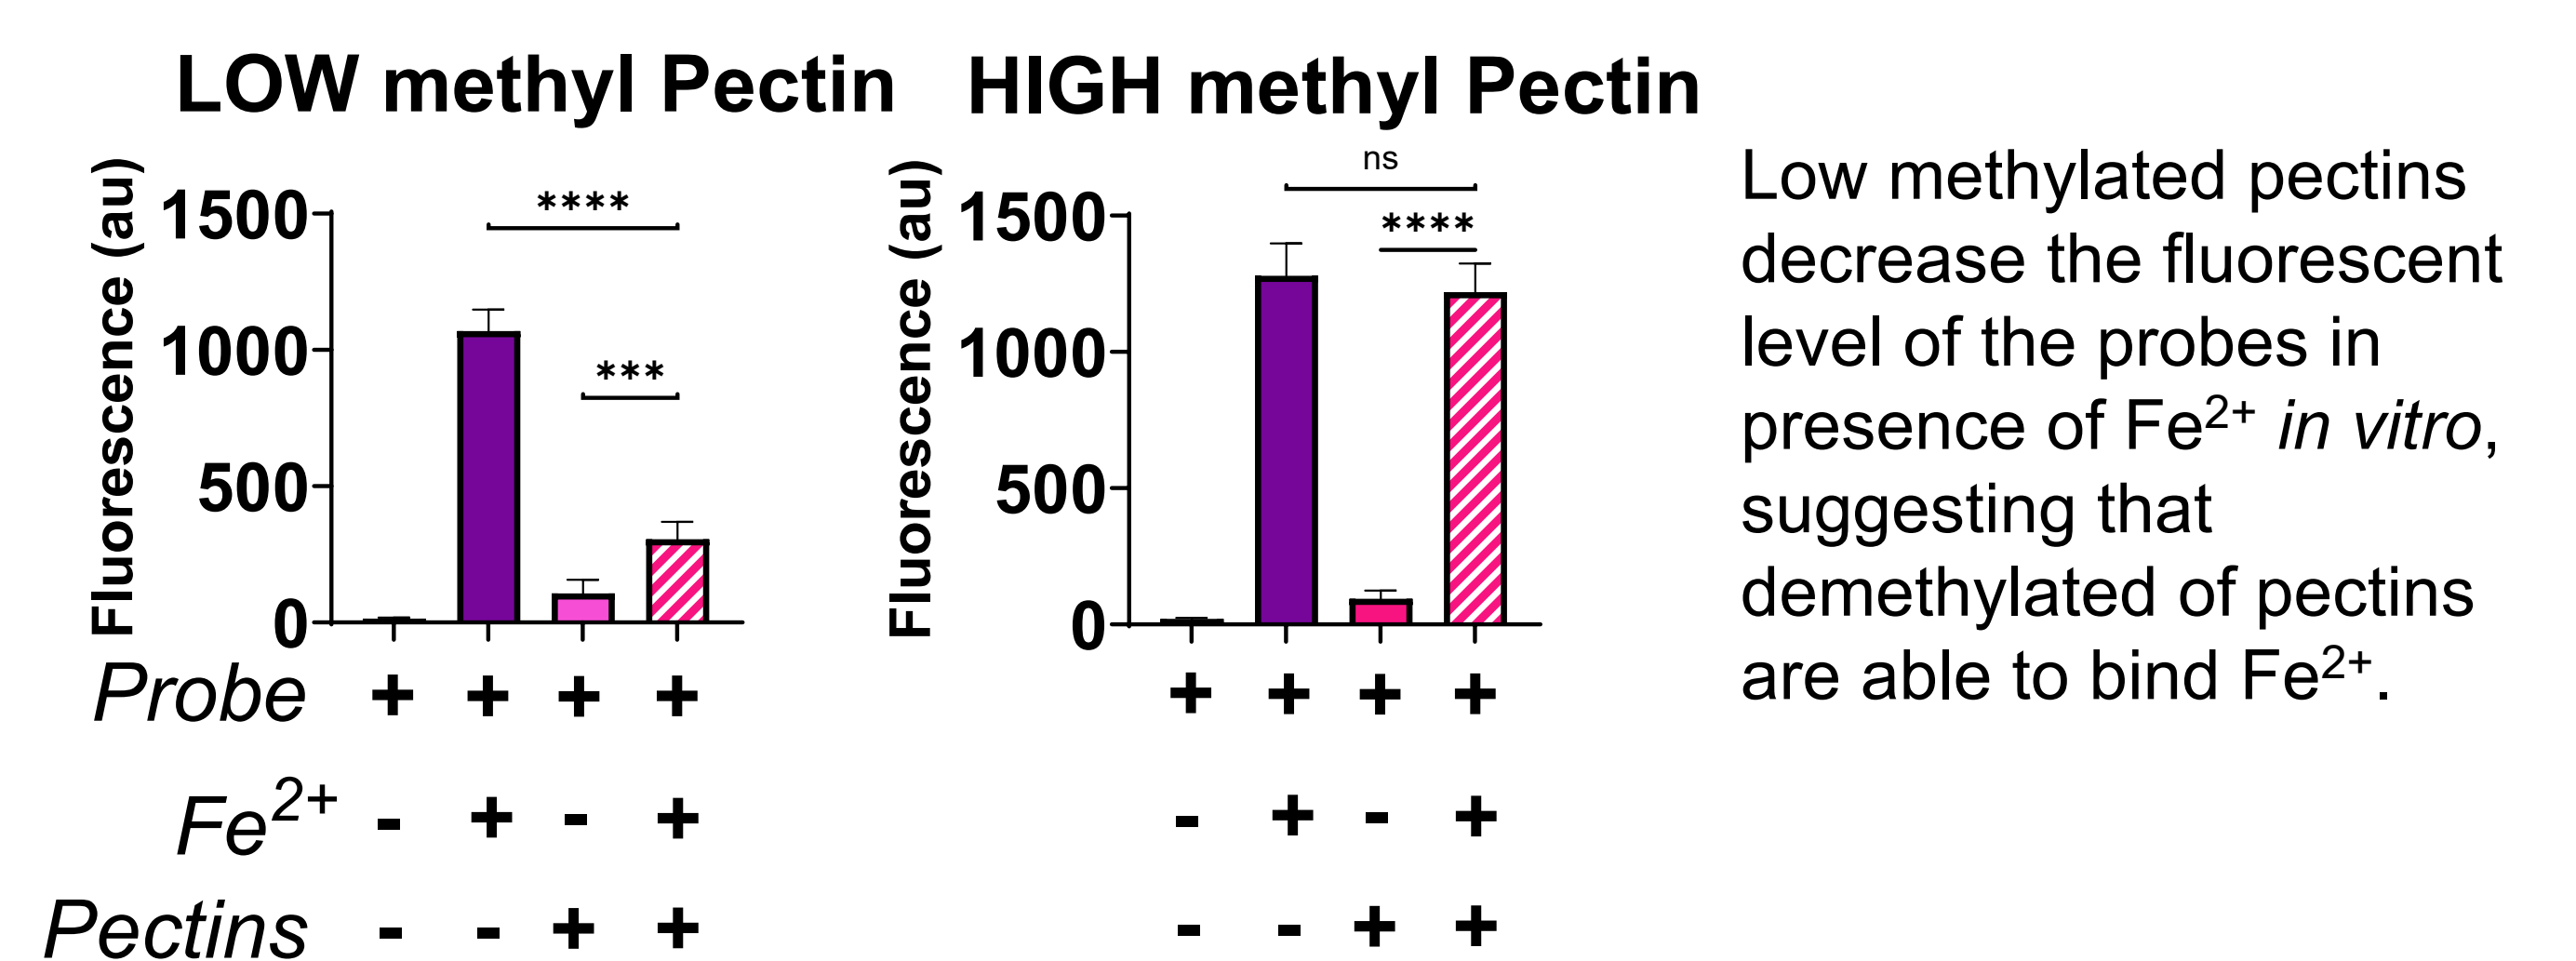 LOW methyl Pectin
Fluorescence (au)
1500
1000
500
0
****
***
Probe + + + +
Fe²⁺ - + - +
Pectins - - + +
HIGH methyl Pectin
Fluorescence (au)
1500
1000
500
0
ns
****
+ + + +
- + - +
- - + +
Low methylated pectins
decrease the fluorescent
level of the probes in
presence of Fe²⁺ in vitro,
suggesting that
demethylated of pectins
are able to bind Fe²⁺.